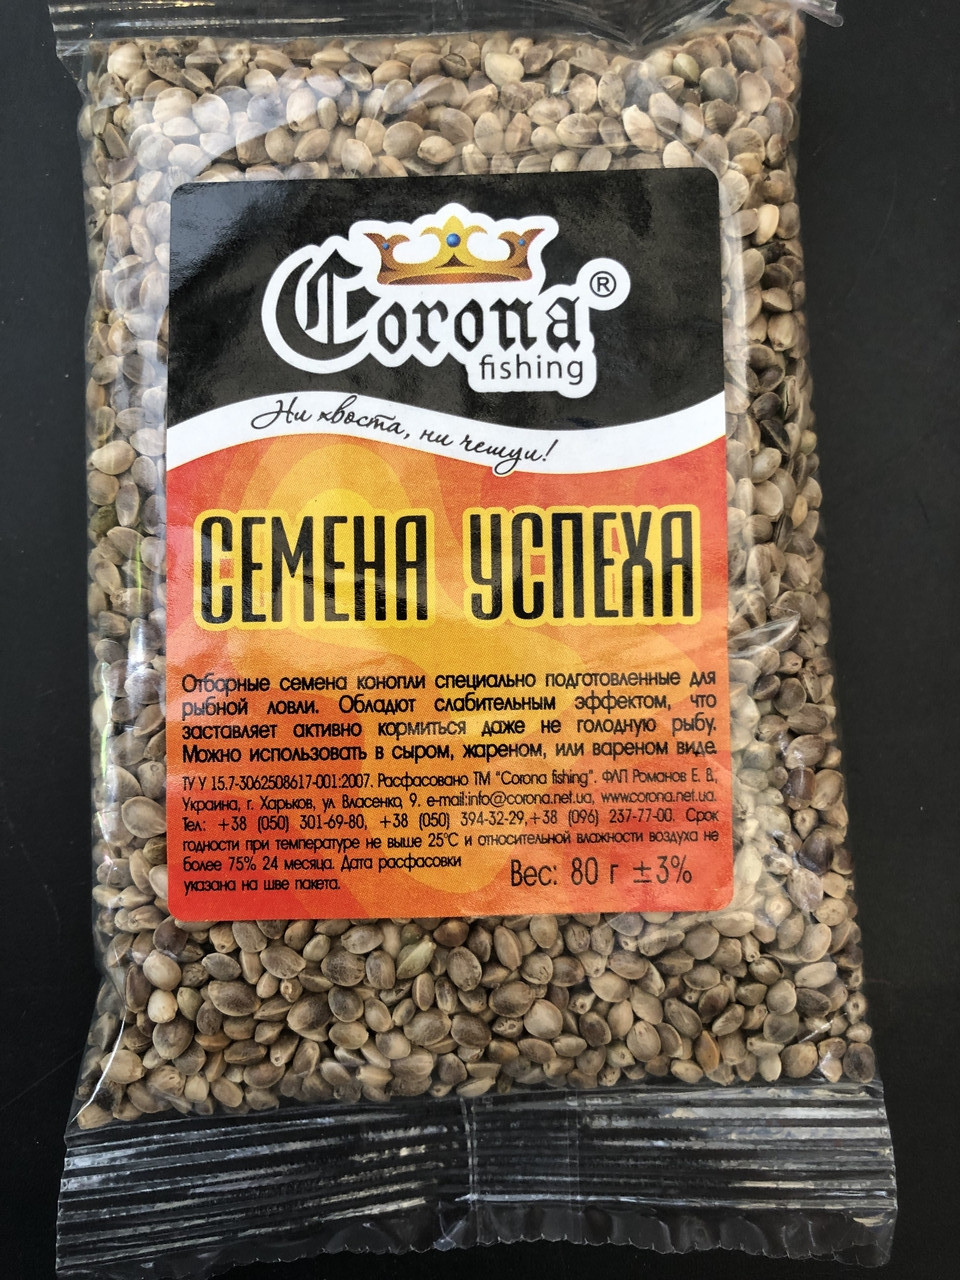 Corona ®
fishing
Ни хвоста, ни чешуи!
СЕМЕНА УСПЕХА
Отборные семена конопли специально подготовленные для
рыбной ловли. Обладют слабительным эффектом, что
заставляет активно кормиться даже не голодную рыбу.
Можно использовать в сыром, жареном, или вареном виде.
ТУ У 15.7-3062508617-001:2007. Расфасовано ТМ "Corona fishing". ФЛП Романов Е. В.,
Украина, г. Харьков, ул Власенко, 9. e-mail:info@corona.net.ua, www.corona.net.ua.
Тел: +38 (050) 301-69-80, +38 (050) 394-32-29,+38 (096) 237-77-00. Срок
годности при температуре не выше 25°С и относительной влажности воздуха не
более 75% 24 месяца. Дата расфасовки
указана на шве пакета.
Вес: 80 г ±3%